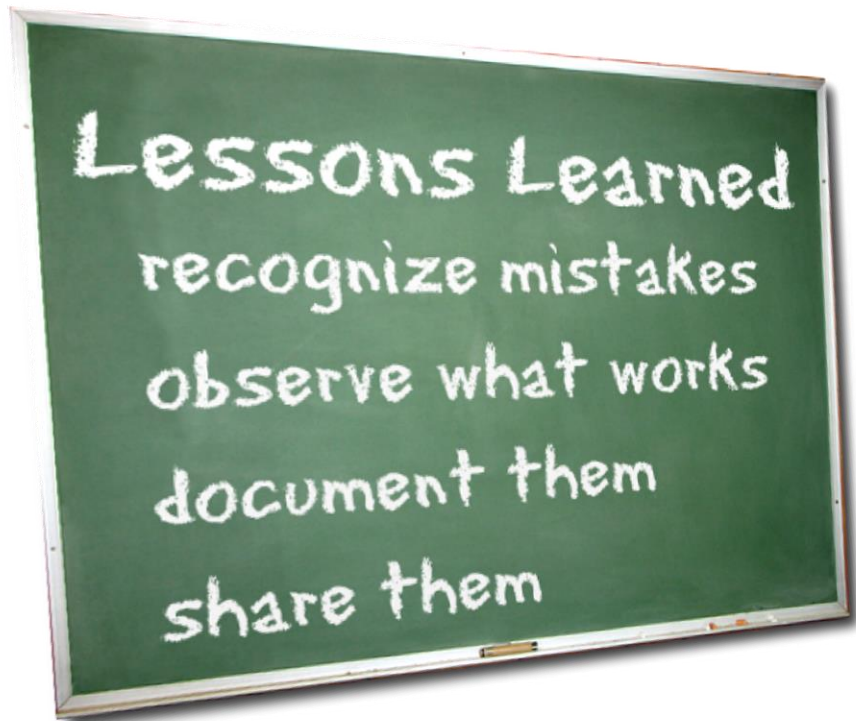 Lessons Learned
recognize mistakes
observe what works
document them
share them